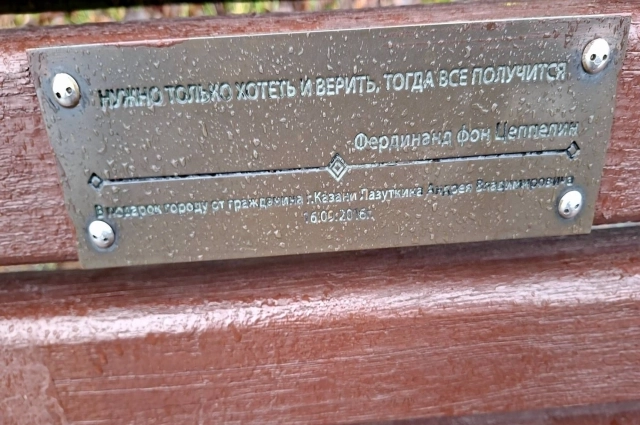 НУЖНО ТОЛЬКО ХОТЕТЬ И ВЕРИТЬ, ТОГДА ВСЕ ПОЛУЧИТСЯ
Фердинанд фон Цеппелин
В подарок городу от гражданина г.Казани Лазуткина Андрея Владимировича
16.09.2016г.